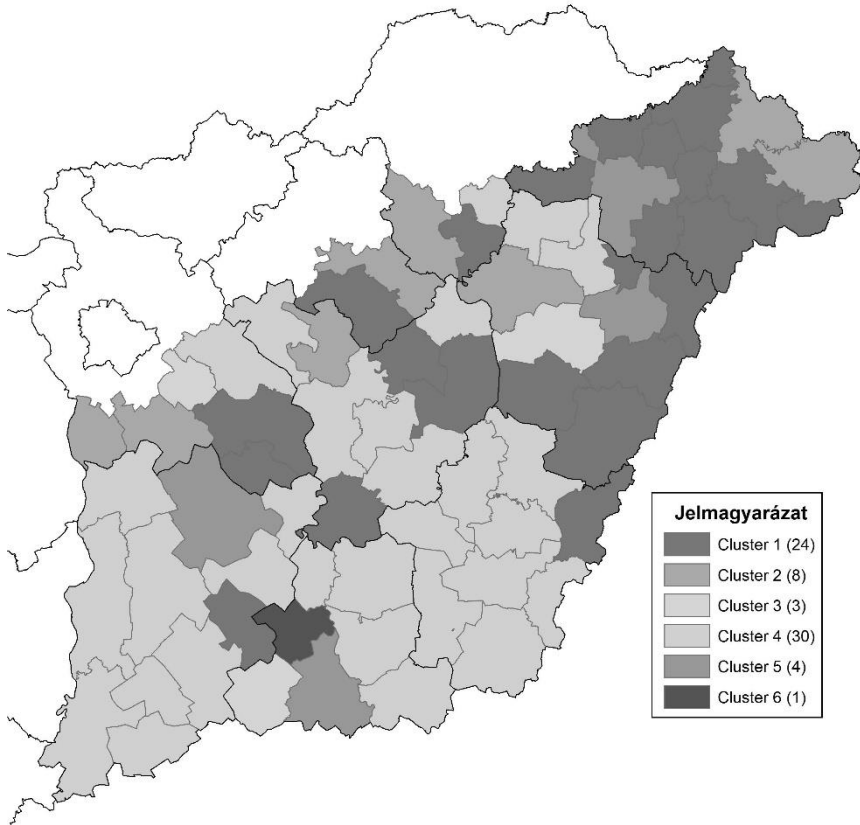 Jelmagyarázat
Cluster 1 (24)
Cluster 2 (8)
Cluster 3 (3)
Cluster 4 (30)
Cluster 5 (4)
Cluster 6 (1)